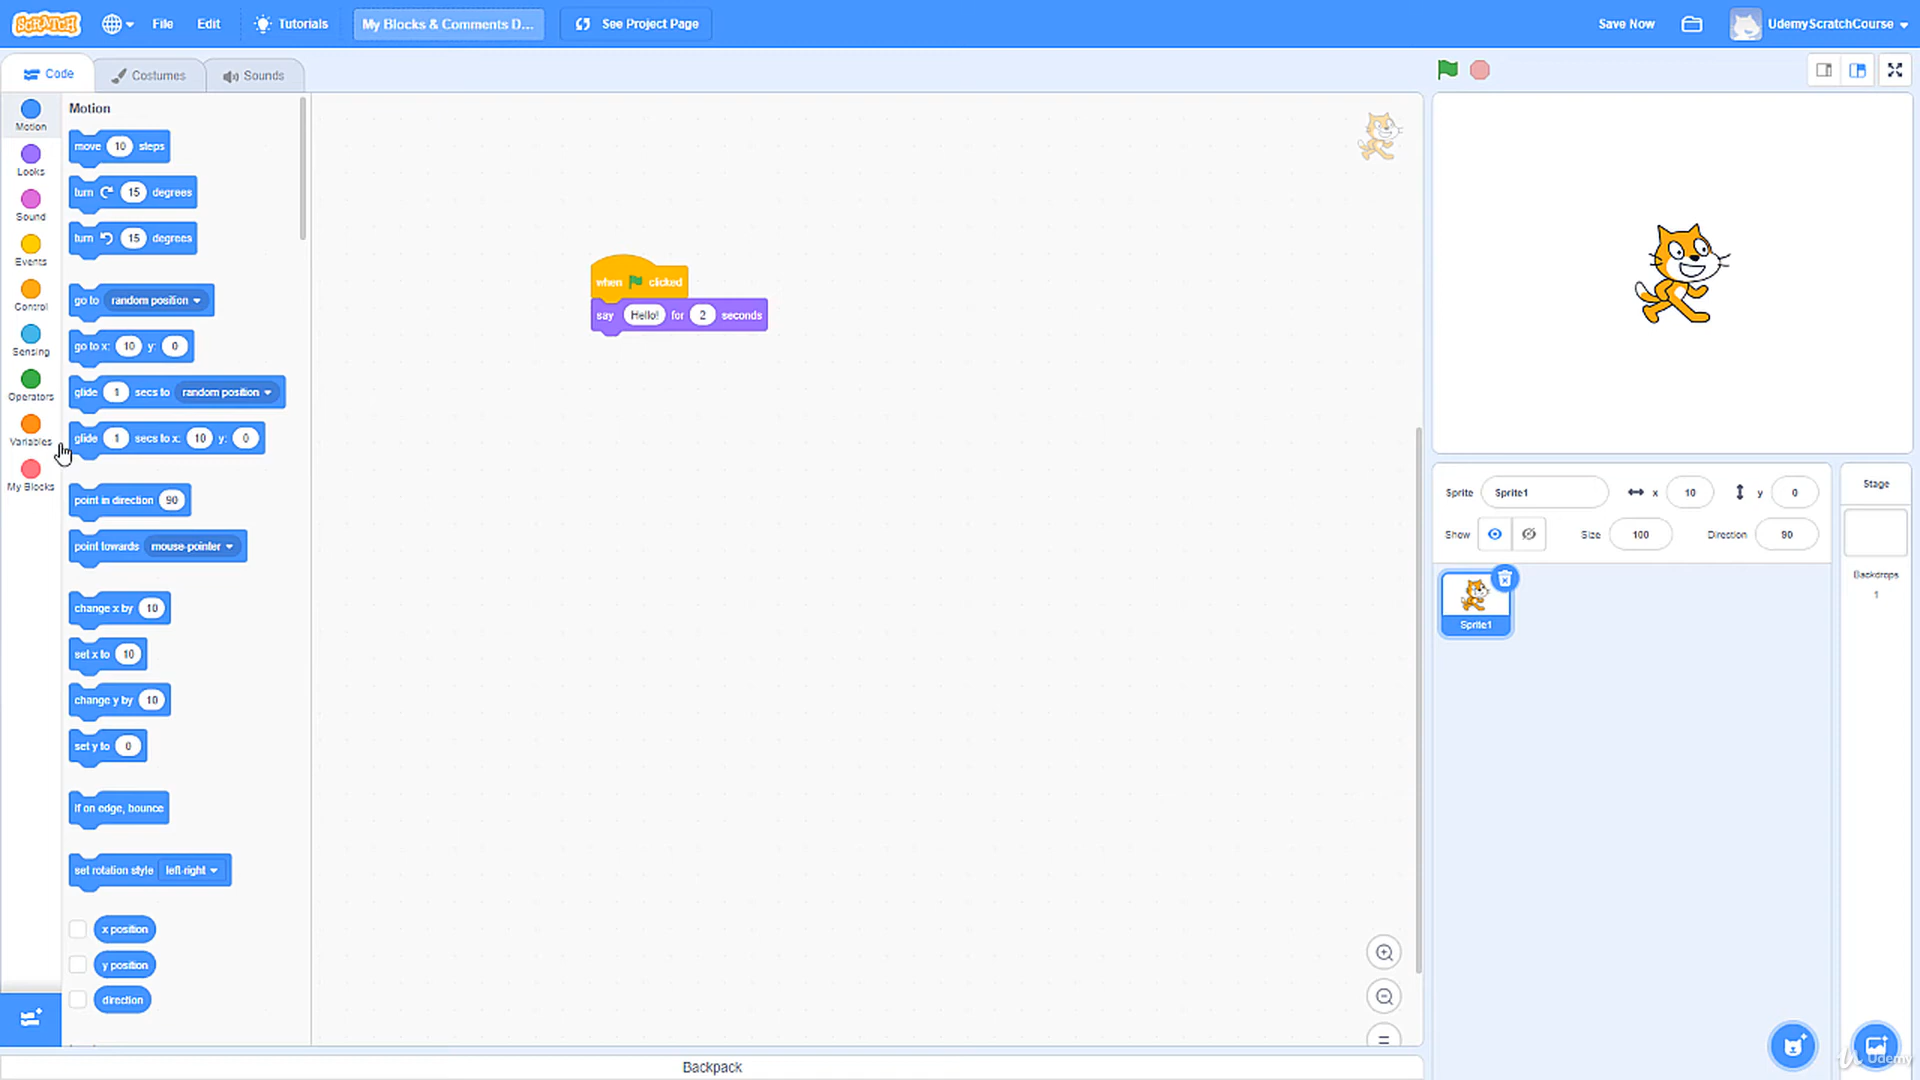 SCRATCH File Edit Tutorials My Blocks & Comments D... See Project Page Save Now UdemyScratchCourse
Code Costumes Sounds
Motion
Looks
Sound
Events
Control
Sensing
Operators
Variables
My Blocks
Motion
move 10 steps
turn 15 degrees
turn 15 degrees
go to random position
go to x: 10 y: 0
glide 1 secs to random position
glide 1 secs to x: 10 y: 0
point in direction 90
point towards mouse-pointer
change x by 10
set x to 10
change y by 10
set y to 0
if on edge, bounce
set rotation style left-right
x position
y position
direction
when clicked
say Hello! for 2 seconds
Sprite Sprite1 x 10 y 0
Show Size 100 Direction 90
Sprite1
Stage
Backdrops
1
Backpack
Udemy